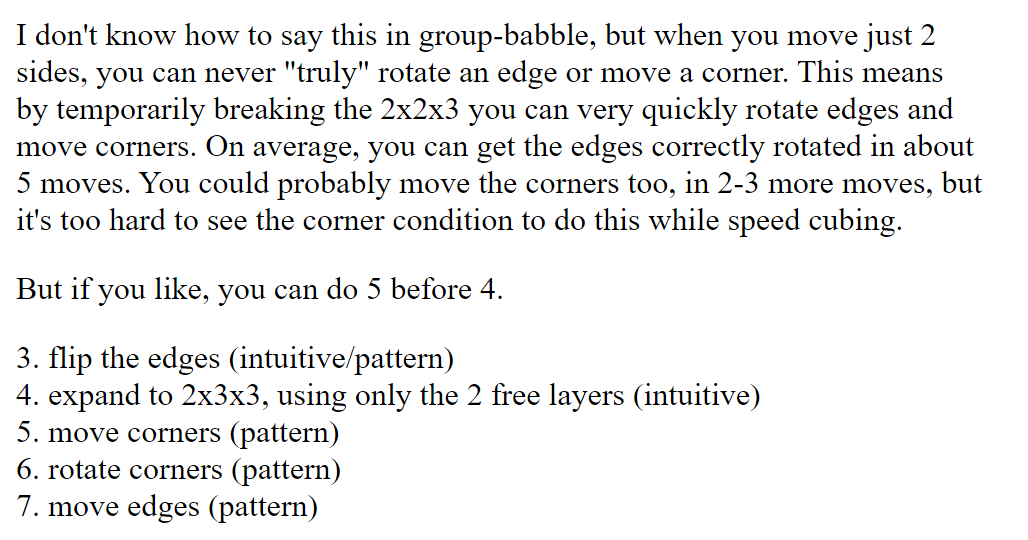 I don't know how to say this in group-babble, but when you move just 2
sides, you can never "truly" rotate an edge or move a corner. This means
by temporarily breaking the 2x2x3 you can very quickly rotate edges and
move corners. On average, you can get the edges correctly rotated in about
5 moves. You could probably move the corners too, in 2-3 more moves, but
it's too hard to see the corner condition to do this while speed cubing.
But if you like, you can do 5 before 4.
3. flip the edges (intuitive/pattern)
4. expand to 2x3x3, using only the 2 free layers (intuitive)
5. move corners (pattern)
6. rotate corners (pattern)
7. move edges (pattern)